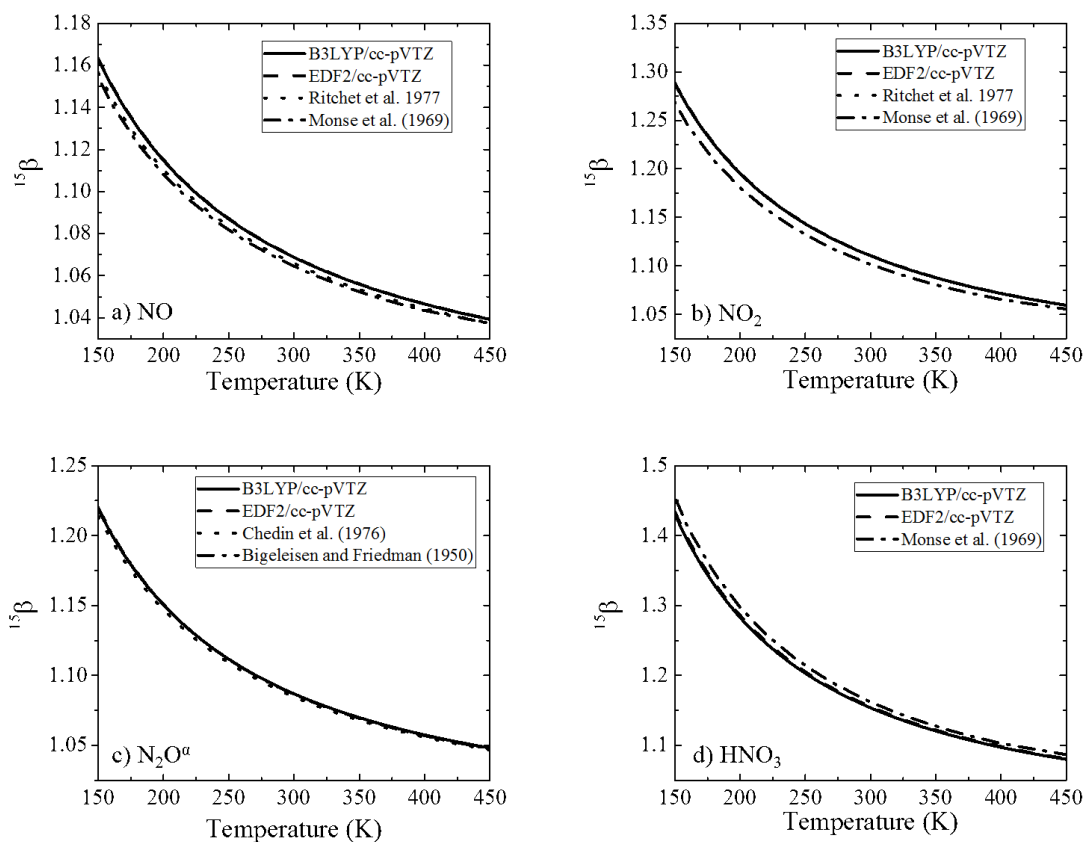 1.18
1.16
1.14
1.12
1.10
1.08
1.06
1.04
¹⁵β
B3LYP/cc-pVTZ
EDF2/cc-pVTZ
Ritchet et al. 1977
Monse et al. (1969)
a) NO
150 200 250 300 350 400 450
Temperature (K)
1.35
1.30
1.25
1.20
1.15
1.10
1.05
1.00
¹⁵β
B3LYP/cc-pVTZ
EDF2/cc-pVTZ
Ritchet et al. 1977
Monse et al. (1969)
b) NO₂
150 200 250 300 350 400 450
Temperature (K)
1.25
1.20
1.15
1.10
1.05
¹⁵β
B3LYP/cc-pVTZ
EDF2/cc-pVTZ
Chedin et al. (1976)
Bigeleisen and Friedman (1950)
c) N₂Oᵅ
150 200 250 300 350 400 450
Temperature (K)
1.5
1.4
1.3
1.2
1.1
¹⁵β
B3LYP/cc-pVTZ
EDF2/cc-pVTZ
Monse et al. (1969)
d) HNO₃
150 200 250 300 350 400 450
Temperature (K)